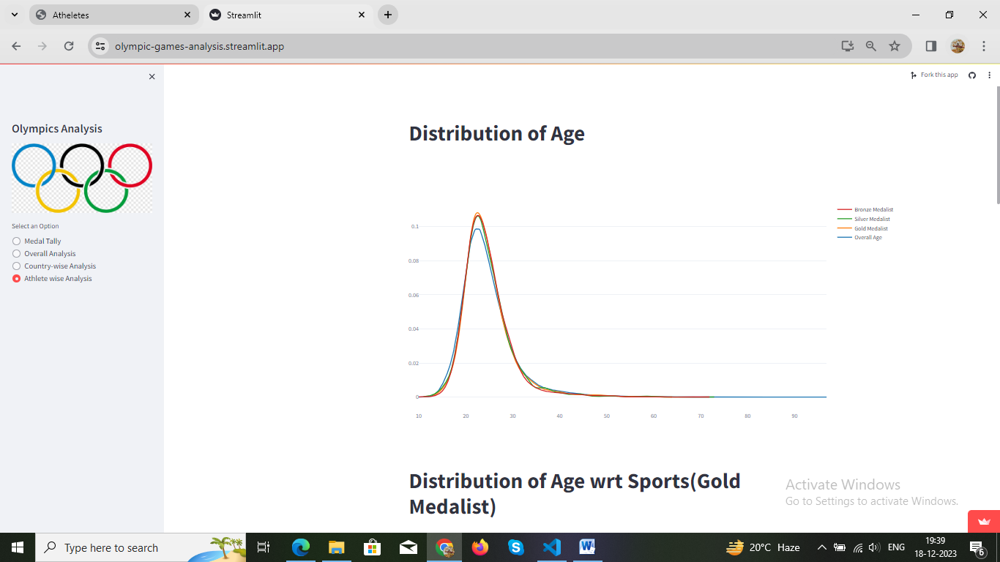 Atheletes
Streamlit
olympic-games-analysis.streamlit.app
Fork this app
Olympics Analysis
Select an Option
Medal Tally
Overall Analysis
Country-wise Analysis
Athlete wise Analysis
Distribution of Age
Bronze Medalist
Silver Medalist
Gold Medalist
Overall Age
0.1
0.08
0.06
0.04
0.02
0
10 20 30 40 50 60 70 80 90
Distribution of Age wrt Sports(Gold
Medalist)
Activate Windows
Go to Settings to activate Windows.
Type here to search
20°C Haze
ENG
19:39
18-12-2023
6